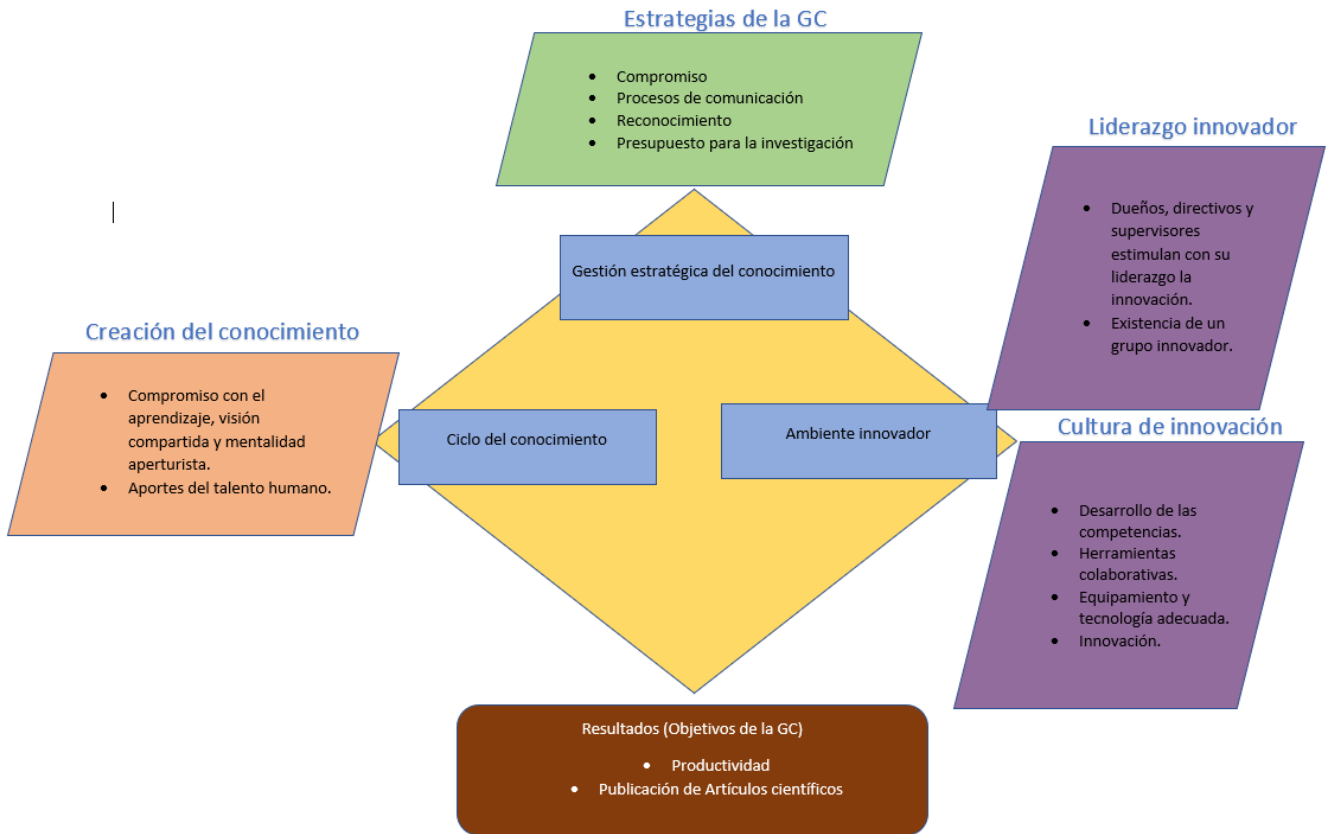 Estrategias de la GC
• Compromiso
• Procesos de comunicación
• Reconocimiento
• Presupuesto para la investigación
Liderazgo innovador
• Dueños, directivos y
supervisores
estimulan con su
liderazgo la
innovación.
• Existencia de un
grupo innovador.
Gestión estratégica del conocimiento
Creación del conocimiento
• Compromiso con el
aprendizaje, visión
compartida y mentalidad
aperturista.
• Aportes del talento humano.
Ciclo del conocimiento
Ambiente innovador
Cultura de innovación
• Desarrollo de las
competencias.
• Herramientas
colaborativas.
• Equipamiento y
tecnología adecuada.
• Innovación.
Resultados (Objetivos de la GC)
• Productividad
• Publicación de Artículos científicos